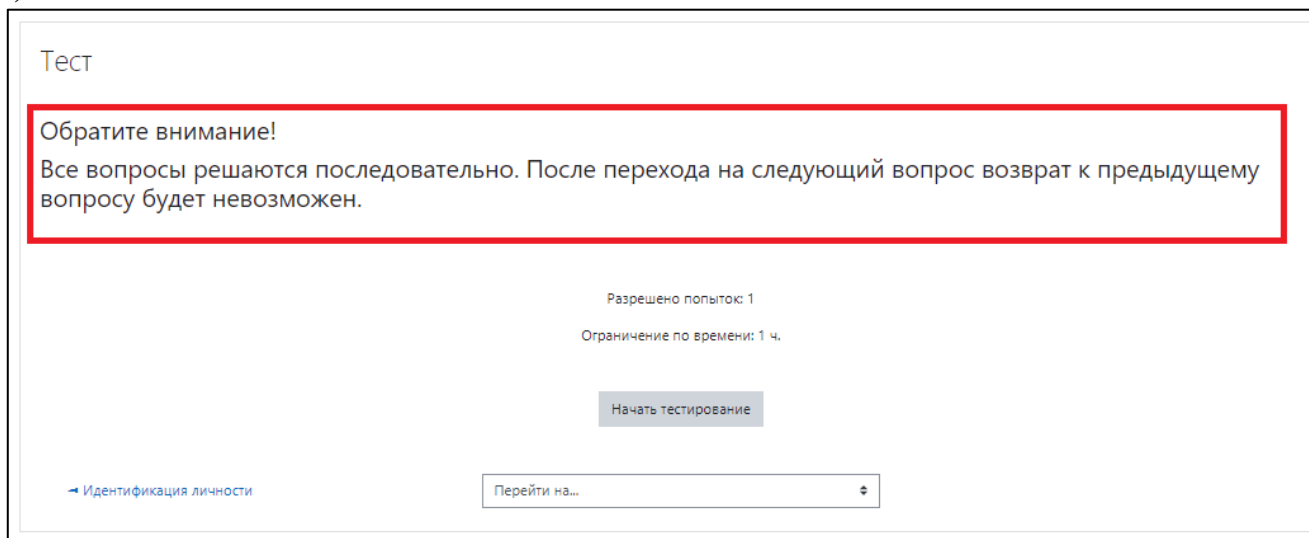 Тест
Обратите внимание!
Все вопросы решаются последовательно. После перехода на следующий вопрос возврат к предыдущему
вопросу будет невозможен.
Разрешено попыток: 1
Ограничение по времени: 1 ч.
Начать тестирование
◄ Идентификация личности
Перейти на...